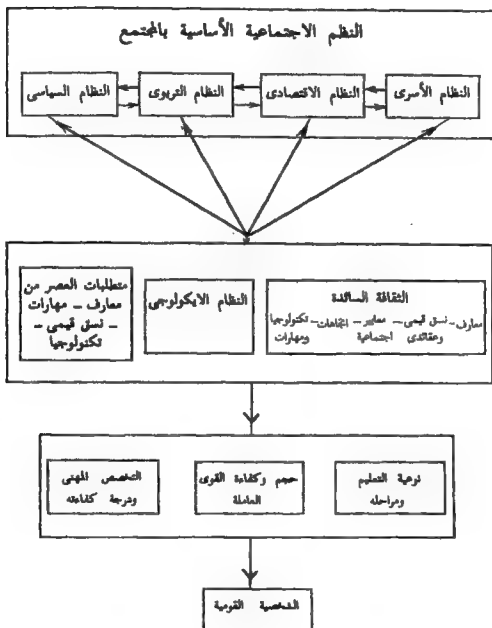 النظم الاجتماعية الأساسية بالمجتمع
النظام الأسرى
النظام الاقتصادى
النظام التربوى
النظام السياسى
الثقافة السائدة
معارف – نسق قيمى – معايير – اتجاهات – تكنولوجيا
وعقائدى اجتماعية ومهارات
النظام الايكولوجى
متطلبات العصر من
معارف – مهارات
– نسق قيمى –
تكنولوجيا
نوعية التعليم
ومراحله
حجم وكفاءة القوى
العاملة
التخصص المهنى
ودرجة كفاءته
الشخصية القومية